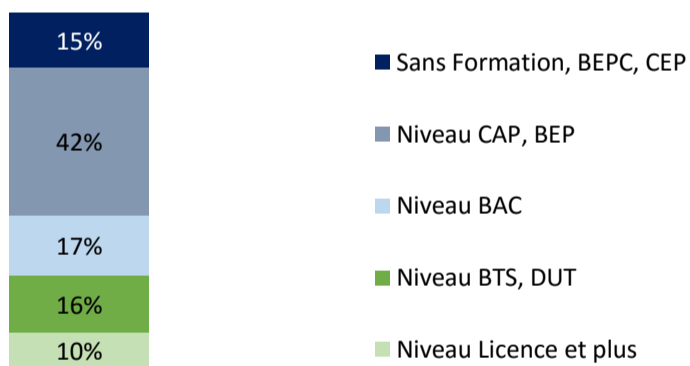 15%
42%
17%
16%
10%
Sans Formation, BEPC, CEP
Niveau CAP, BEP
Niveau BAC
Niveau BTS, DUT
Niveau Licence et plus